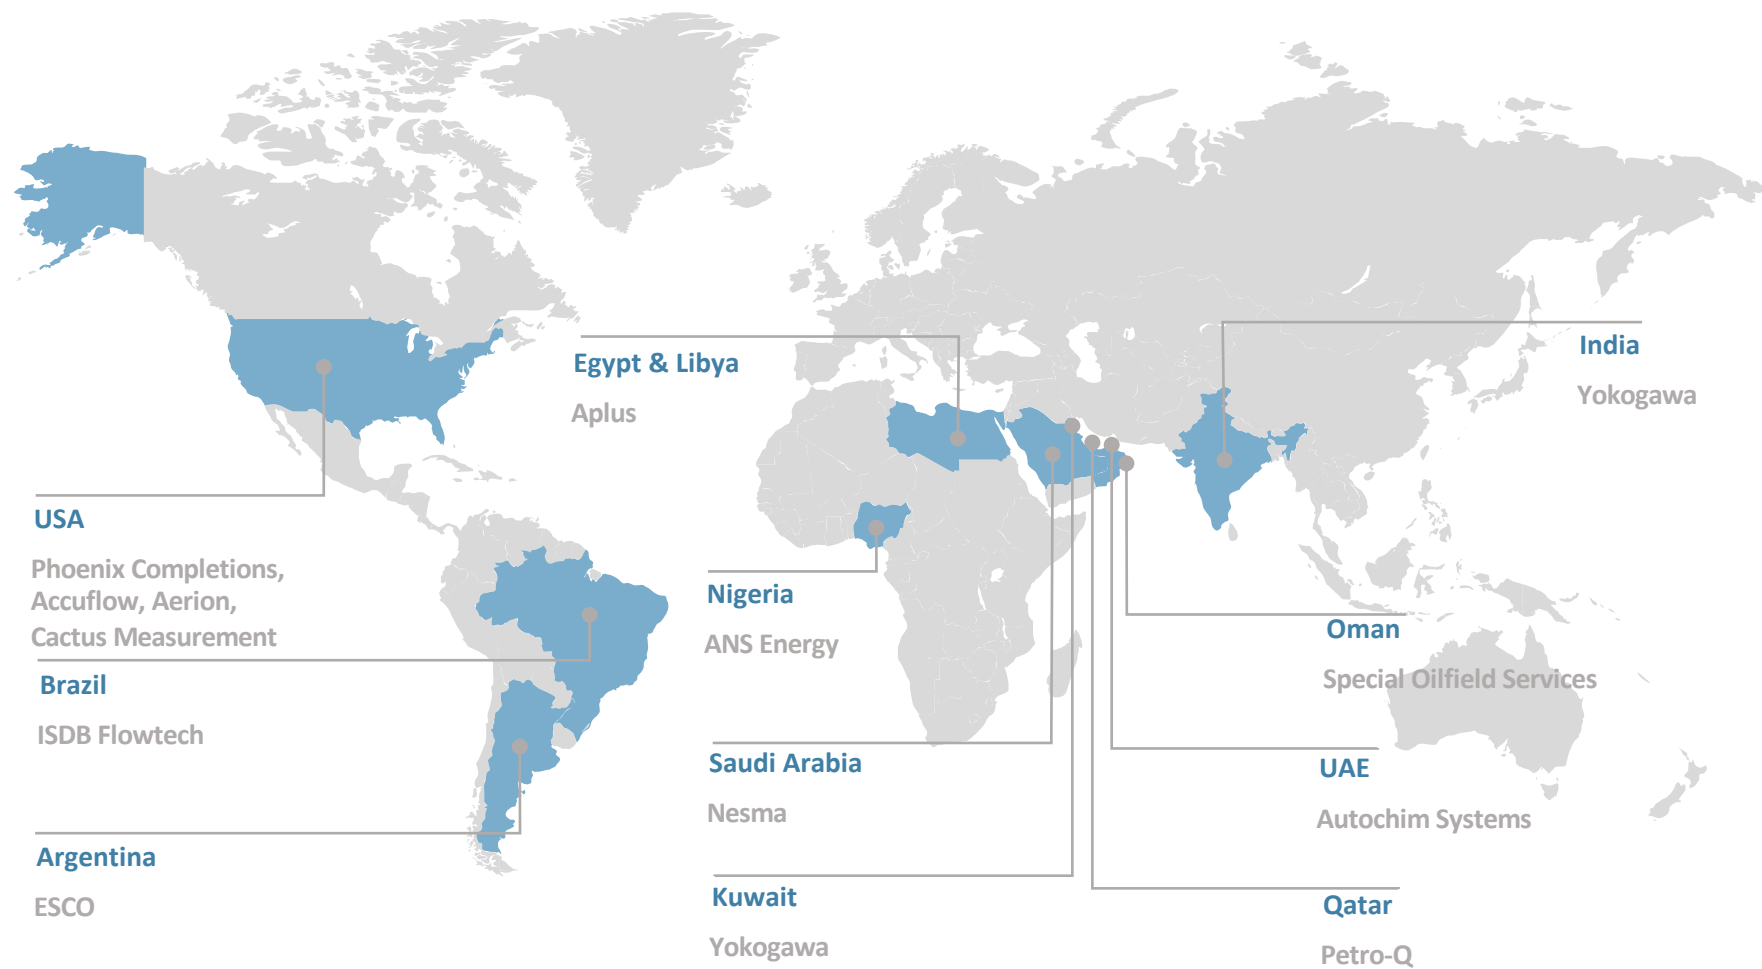 USA
Phoenix Completions,
Accuflow, Aerion,
Cactus Measurement
Brazil
ISDB Flowtech
Argentina
ESCO
Egypt & Libya
Aplus
Nigeria
ANS Energy
Saudi Arabia
Nesma
Kuwait
Yokogawa
India
Yokogawa
Oman
Special Oilfield Services
UAE
Autochim Systems
Qatar
Petro-Q